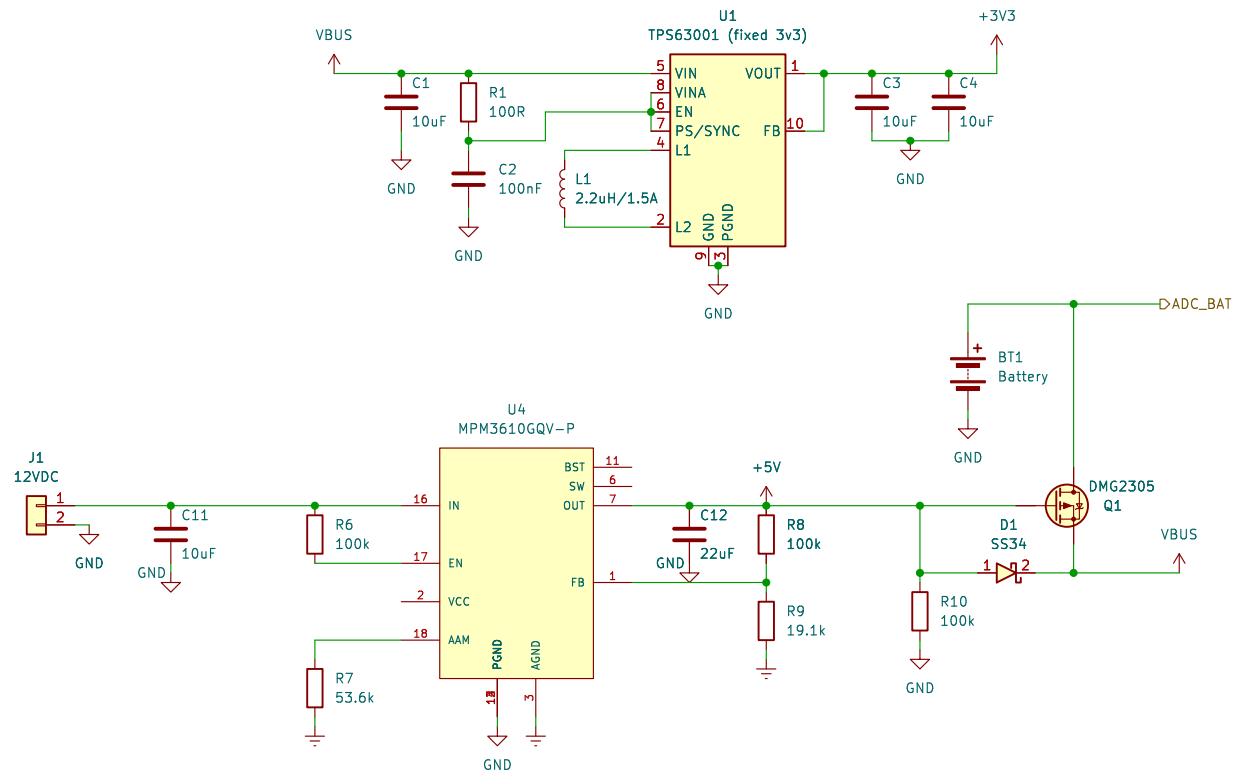 U1
TPS63001 (fixed 3v3)
VBUS
+3V3
5
VIN
VOUT
1
8
VINA
6
EN
7
PS/SYNC
FB
10
4
L1
2
L2
GND
PGND
9
3
C1
10uF
GND
R1
100R
C2
100nF
GND
L1
2.2uH/1.5A
C3
10uF
C4
10uF
GND
GND
ADC_BAT
BT1
Battery
GND
U4
MPM3610GQV-P
J1
12VDC
1
2
GND
C11
10uF
GND
R6
100k
16
IN
17
EN
2
VCC
18
AAM
BST
11
SW
6
OUT
7
FB
1
PGND
AGND
3
GND
R7
53.6k
+5V
C12
22uF
GND
R8
100k
R9
19.1k
DMG2305
Q1
D1
SS34
1
2
VBUS
R10
100k
GND